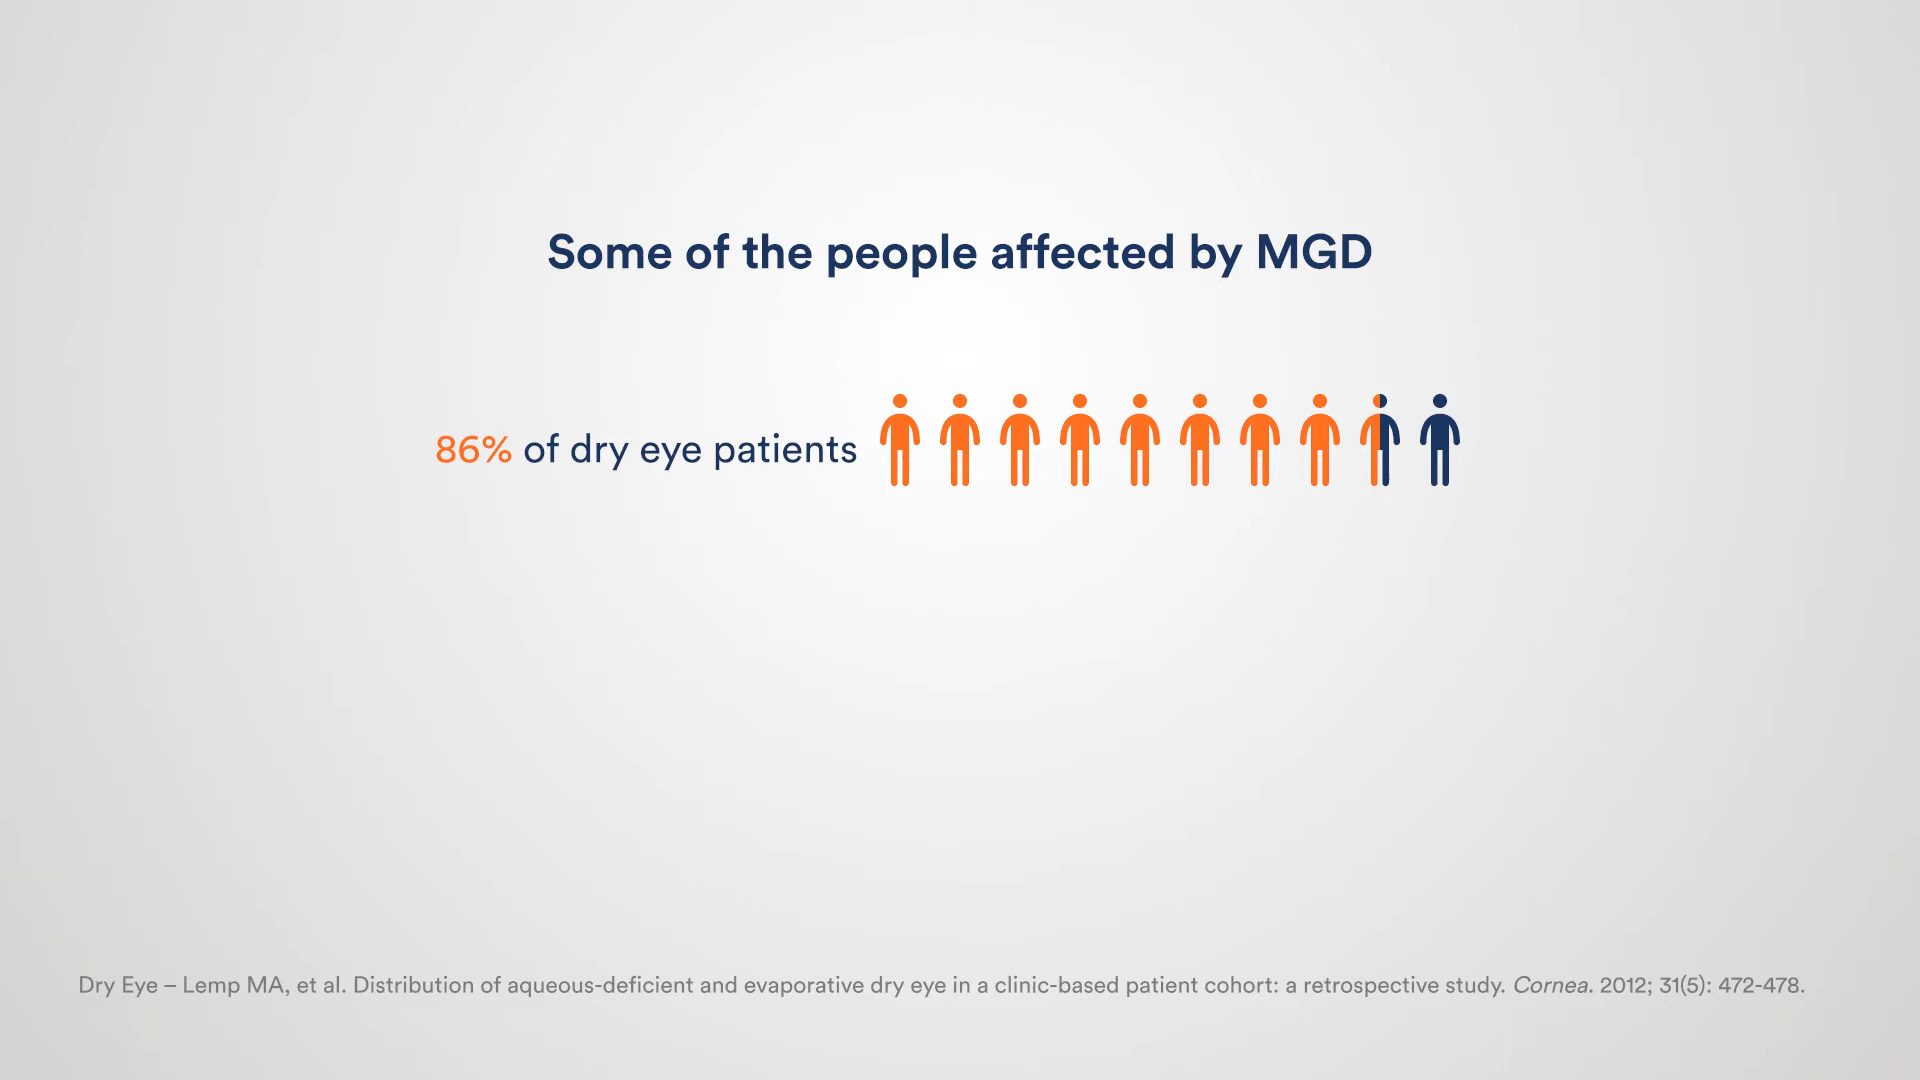 Some of the people affected by MGD
86% of dry eye patients
Dry Eye – Lemp MA, et al. Distribution of aqueous-deficient and evaporative dry eye in a clinic-based patient cohort: a retrospective study. Cornea. 2012; 31(5): 472-478.